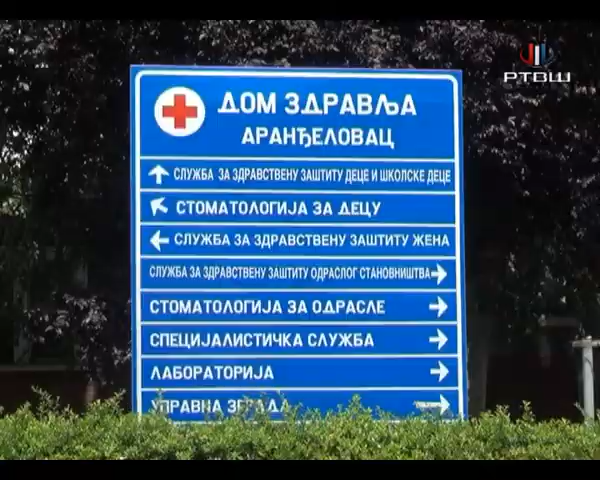 РТВШ
ДОМ ЗДРАВЉА
АРАНЂЕЛОВАЦ
СЛУЖБА ЗА ЗДРАВСТВЕНУ ЗАШТИТУ ДЕЦЕ И ШКОЛСКЕ ДЕЦЕ
СТОМАТОЛОГИЈА ЗА ДЕЦУ
СЛУЖБА ЗА ЗДРАВСТВЕНУ ЗАШТИТУ ЖЕНА
СЛУЖБА ЗА ЗДРАВСТВЕНУ ЗАШТИТУ ОДРАСЛОГ СТАНОВНИШТВА
СТОМАТОЛОГИЈА ЗА ОДРАСЛЕ
СПЕЦИЈАЛИСТИЧКА СЛУЖБА
ЛАБОРАТОРИЈА
УПРАВНА ЗГРАДА